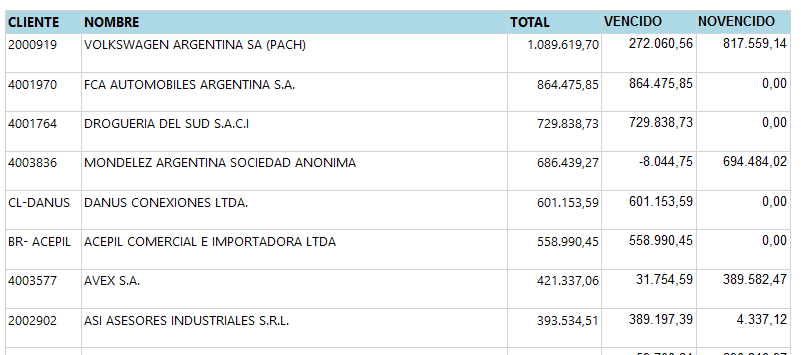 CLIENTE NOMBRE TOTAL VENCIDO NOVENCIDO
2000919 VOLKSWAGEN ARGENTINA SA (PACH) 1.089.619,70 272.060,56 817.559,14
4001970 FCA AUTOMOBILES ARGENTINA S.A. 864.475,85 864.475,85 0,00
4001764 DROGUERIA DEL SUD S.A.C.I 729.838,73 729.838,73 0,00
4003836 MONDELEZ ARGENTINA SOCIEDAD ANONIMA 686.439,27 -8.044,75 694.484,02
CL-DANUS DANUS CONEXIONES LTDA. 601.153,59 601.153,59 0,00
BR- ACEPIL ACEPIL COMERCIAL E IMPORTADORA LTDA 558.990,45 558.990,45 0,00
4003577 AVEX S.A. 421.337,06 31.754,59 389.582,47
2002902 ASI ASESORES INDUSTRIALES S.R.L. 393.534,51 389.197,39 4.337,12